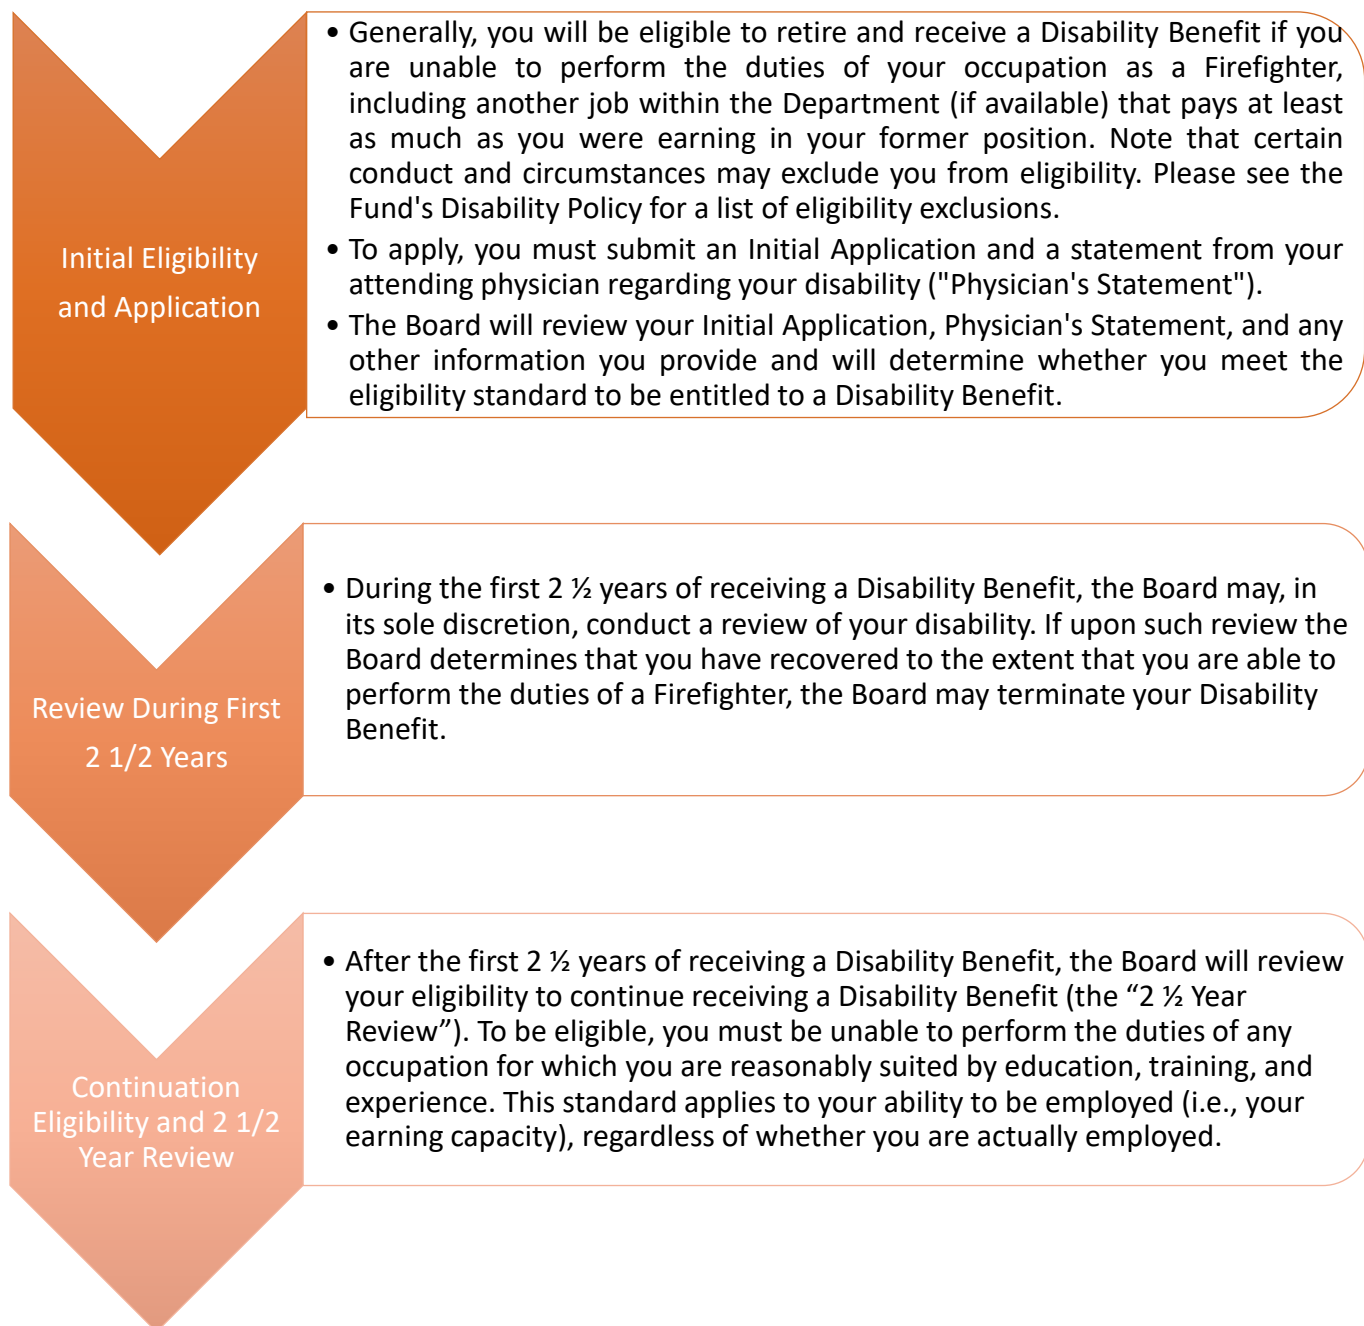 Initial Eligibility
and Application
• Generally, you will be eligible to retire and receive a Disability Benefit if you
are unable to perform the duties of your occupation as a Firefighter,
including another job within the Department (if available) that pays at least
as much as you were earning in your former position. Note that certain
conduct and circumstances may exclude you from eligibility. Please see the
Fund's Disability Policy for a list of eligibility exclusions.
• To apply, you must submit an Initial Application and a statement from your
attending physician regarding your disability ("Physician's Statement").
• The Board will review your Initial Application, Physician's Statement, and any
other information you provide and will determine whether you meet the
eligibility standard to be entitled to a Disability Benefit.
Review During First
2 1/2 Years
• During the first 2 ½ years of receiving a Disability Benefit, the Board may, in
its sole discretion, conduct a review of your disability. If upon such review the
Board determines that you have recovered to the extent that you are able to
perform the duties of a Firefighter, the Board may terminate your Disability
Benefit.
Continuation
Eligibility and 2 1/2
Year Review
• After the first 2 ½ years of receiving a Disability Benefit, the Board will review
your eligibility to continue receiving a Disability Benefit (the “2 ½ Year
Review”). To be eligible, you must be unable to perform the duties of any
occupation for which you are reasonably suited by education, training, and
experience. This standard applies to your ability to be employed (i.e., your
earning capacity), regardless of whether you are actually employed.